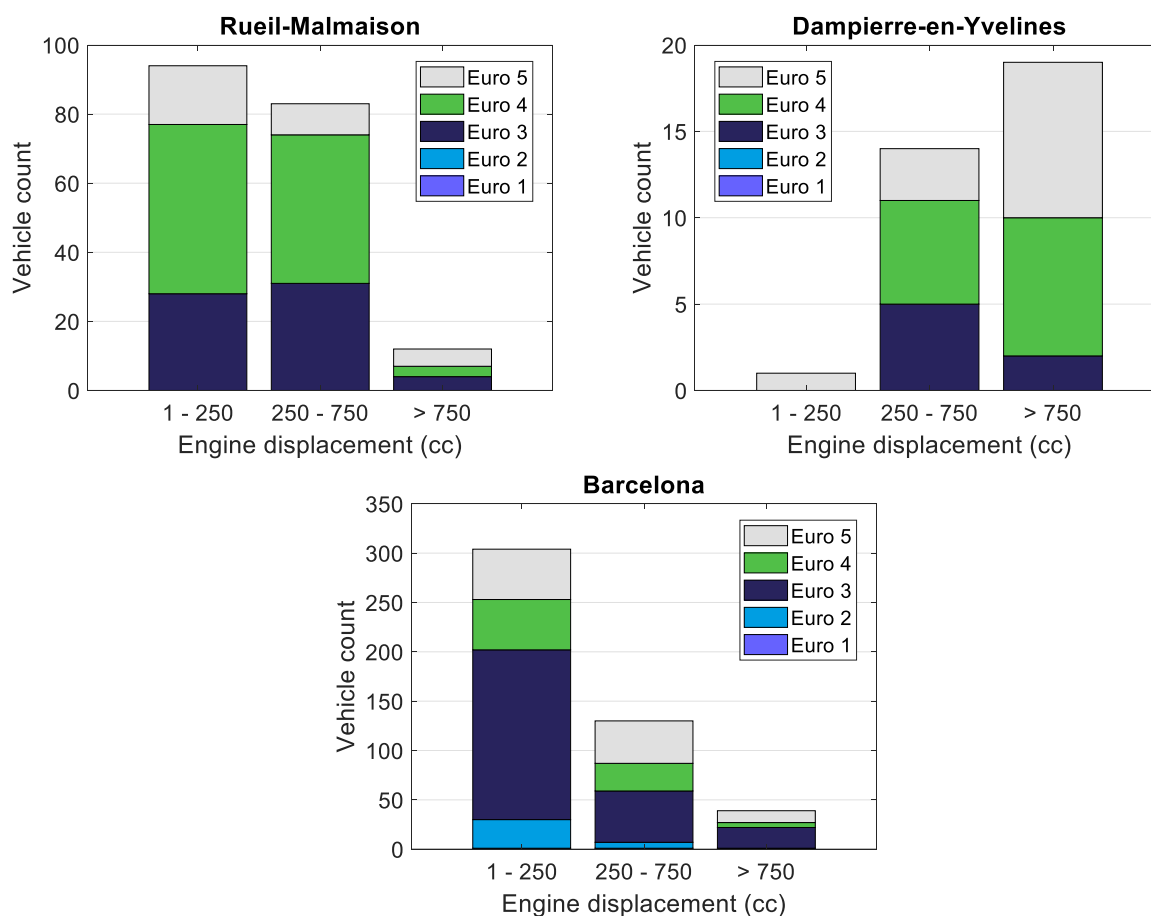 Rueil-Malmaison
Vehicle count
100
80
60
40
20
0
Euro 5
Euro 4
Euro 3
Euro 2
Euro 1
1 - 250
250 - 750
> 750
Engine displacement (cc)
Dampierre-en-Yvelines
Vehicle count
20
15
10
5
0
Euro 5
Euro 4
Euro 3
Euro 2
Euro 1
1 - 250
250 - 750
> 750
Engine displacement (cc)
Barcelona
Vehicle count
350
300
250
200
150
100
50
0
Euro 5
Euro 4
Euro 3
Euro 2
Euro 1
1 - 250
250 - 750
> 750
Engine displacement (cc)